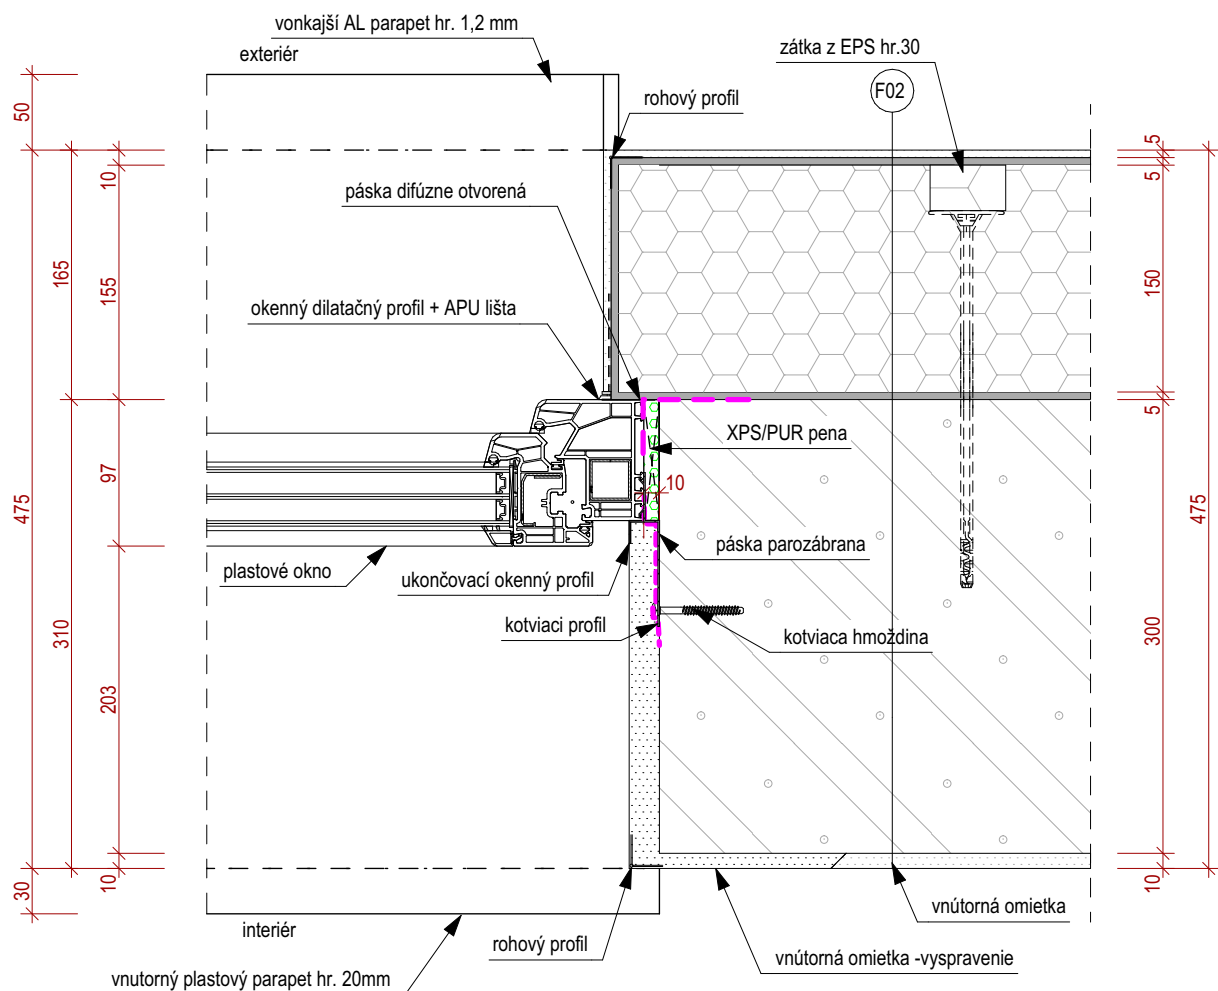 vonkajší AL parapet hr. 1,2 mm
exteriér
zátka z EPS hr.30
F02
rohový profil
páska difúzne otvorená
okenný dilatačný profil + APU lišta
XPS/PUR pena
10
páska parozábrana
plastové okno
ukončovací okenný profil
kotviaci profil
kotviaca hmoždina
vnútorná omietka
interiér
rohový profil
vnútorná omietka -vyspravenie
vnutorný plastový parapet hr. 20mm
50
475
30
165
310
10
155
97
203
10
5
5
150
5
300
10
475